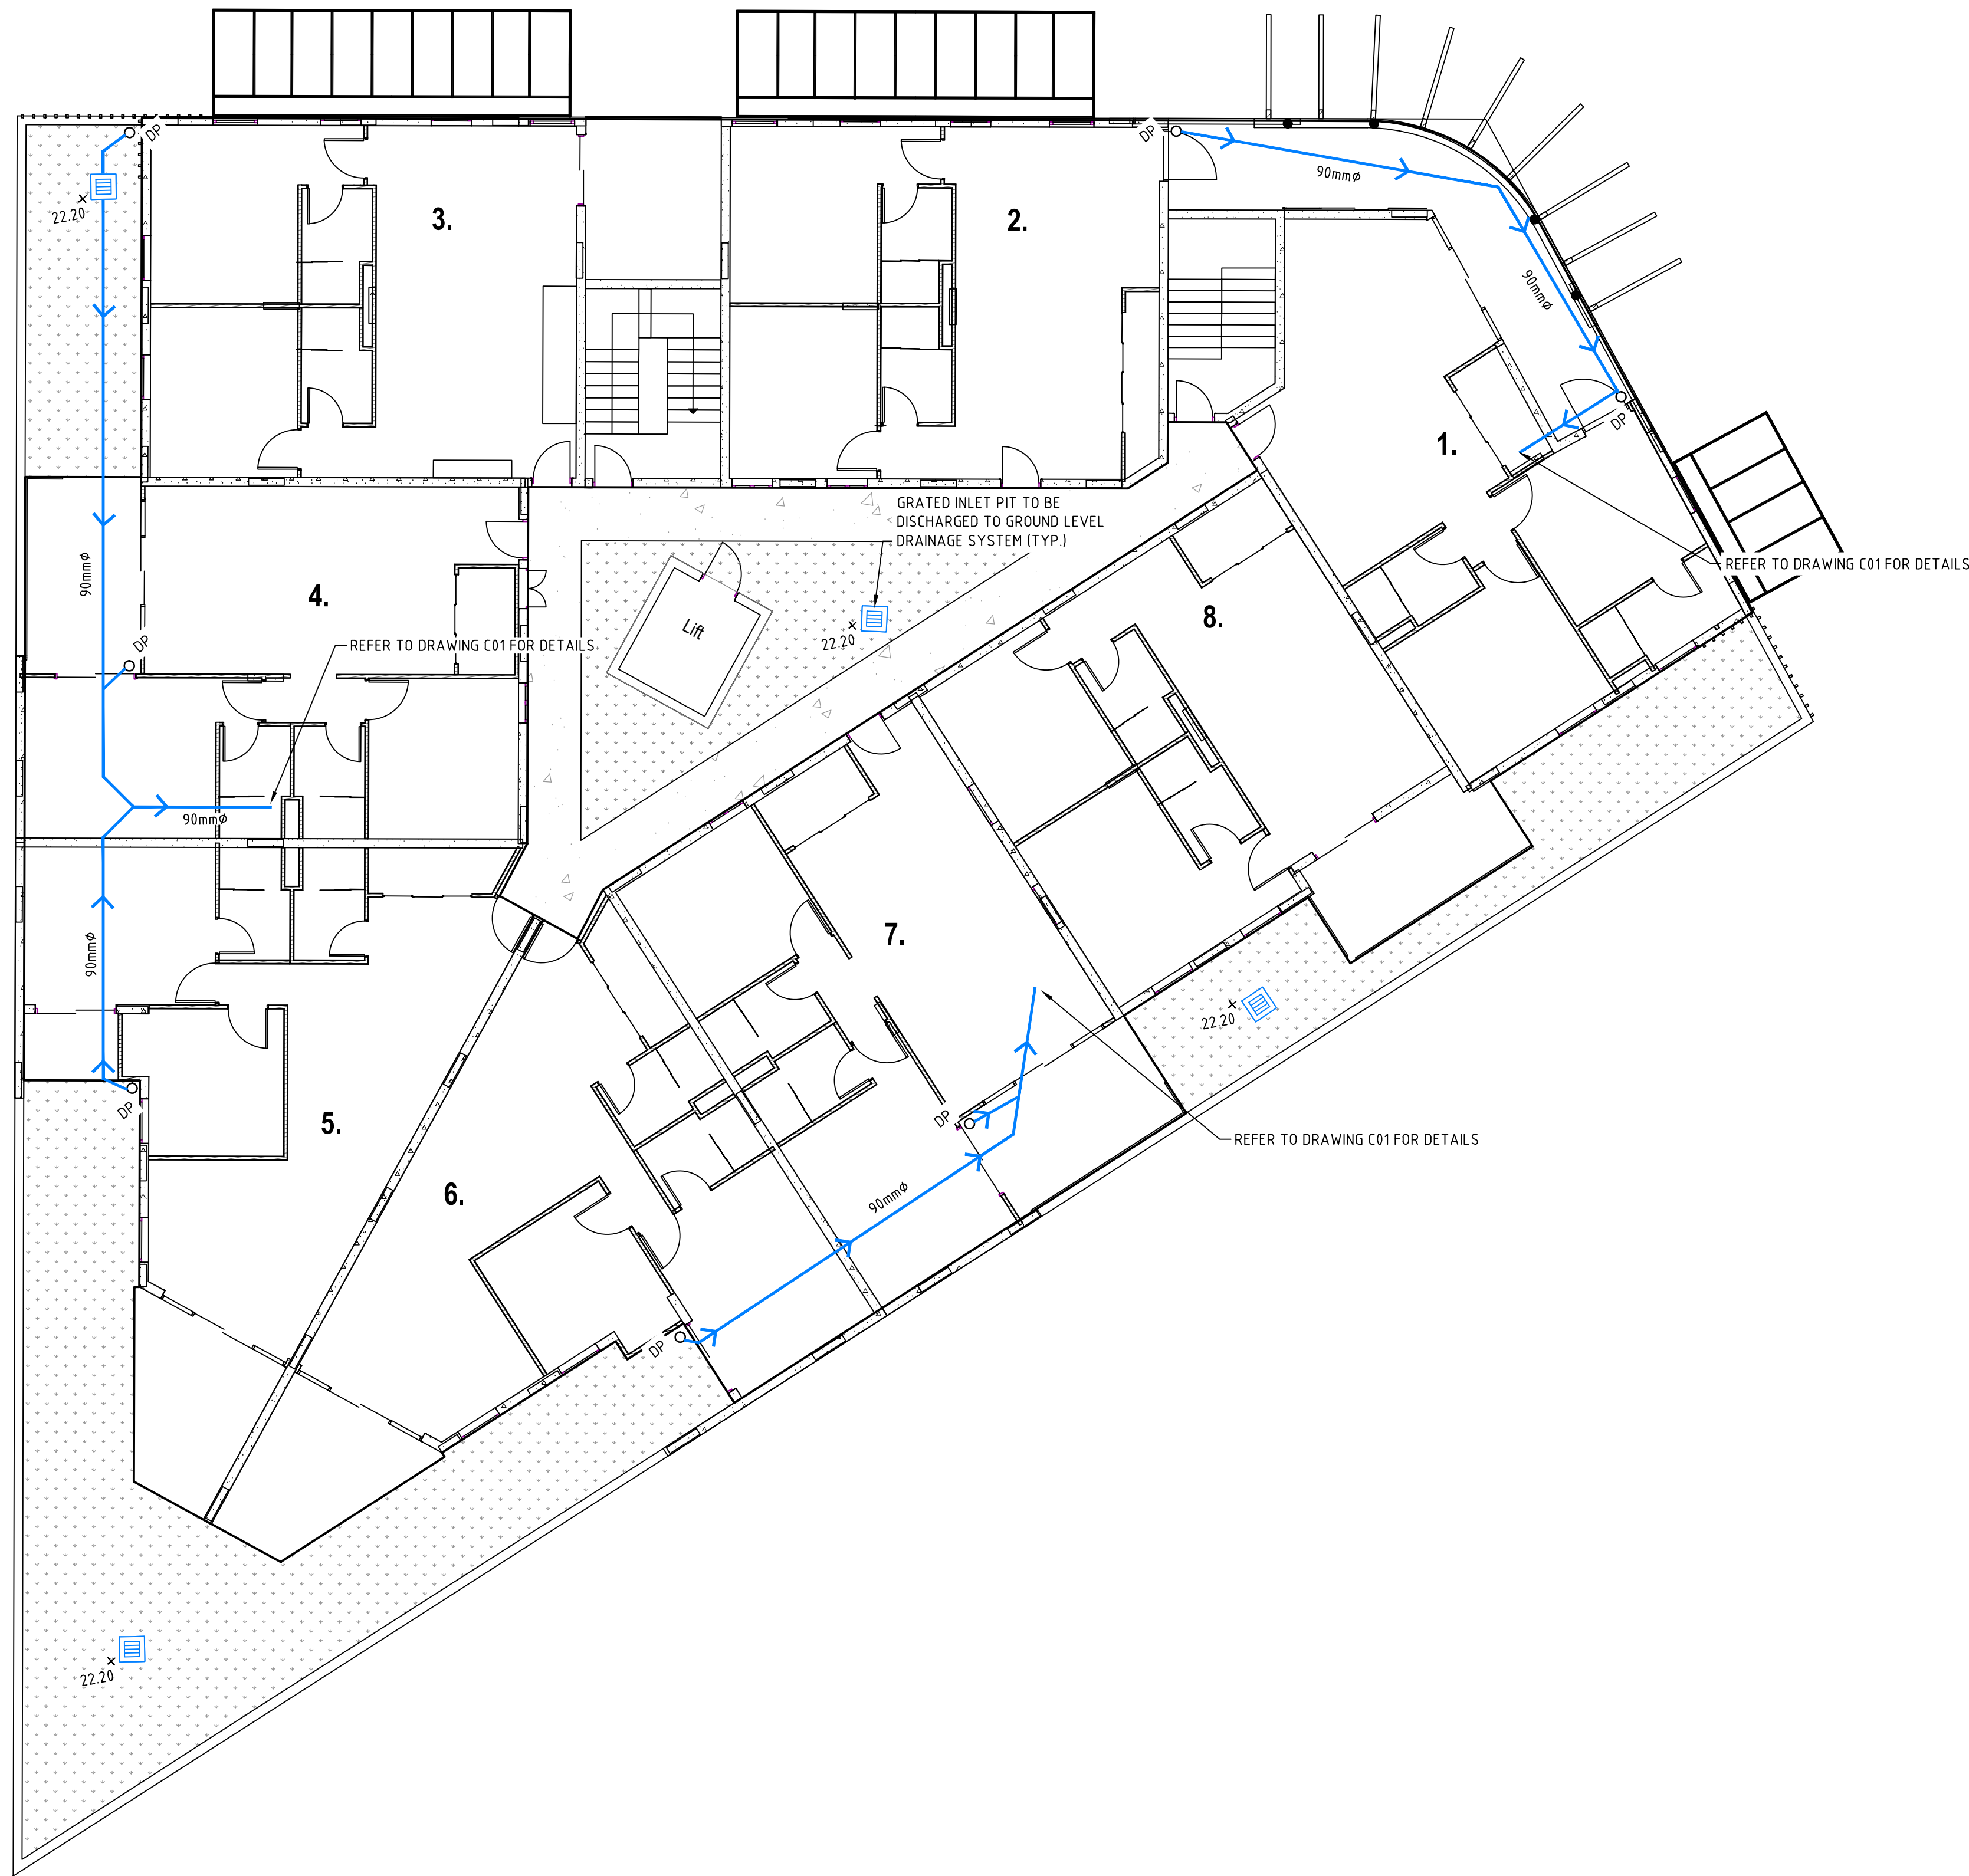 DP
22.20
3.
2.
DP
90mmø
90mmø
1.
DP
GRATED INLET PIT TO BE
DISCHARGED TO GROUND LEVEL
DRAINAGE SYSTEM (TYP.)
REFER TO DRAWING C01 FOR DETAILS
90mmø
4.
Lift
22.20
8.
DP
REFER TO DRAWING C01 FOR DETAILS
90mmø
90mmø
7.
22.20
DP
5.
DP
REFER TO DRAWING C01 FOR DETAILS
6.
90mmø
DP
22.20